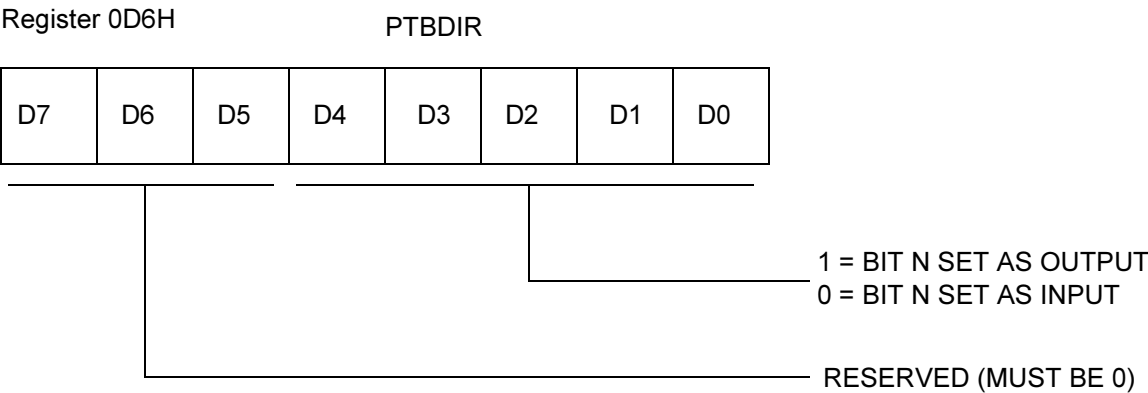 Register 0D6H
PTBDIR
D7 D6 D5 D4 D3 D2 D1 D0
1 = BIT N SET AS OUTPUT
0 = BIT N SET AS INPUT
RESERVED (MUST BE 0)